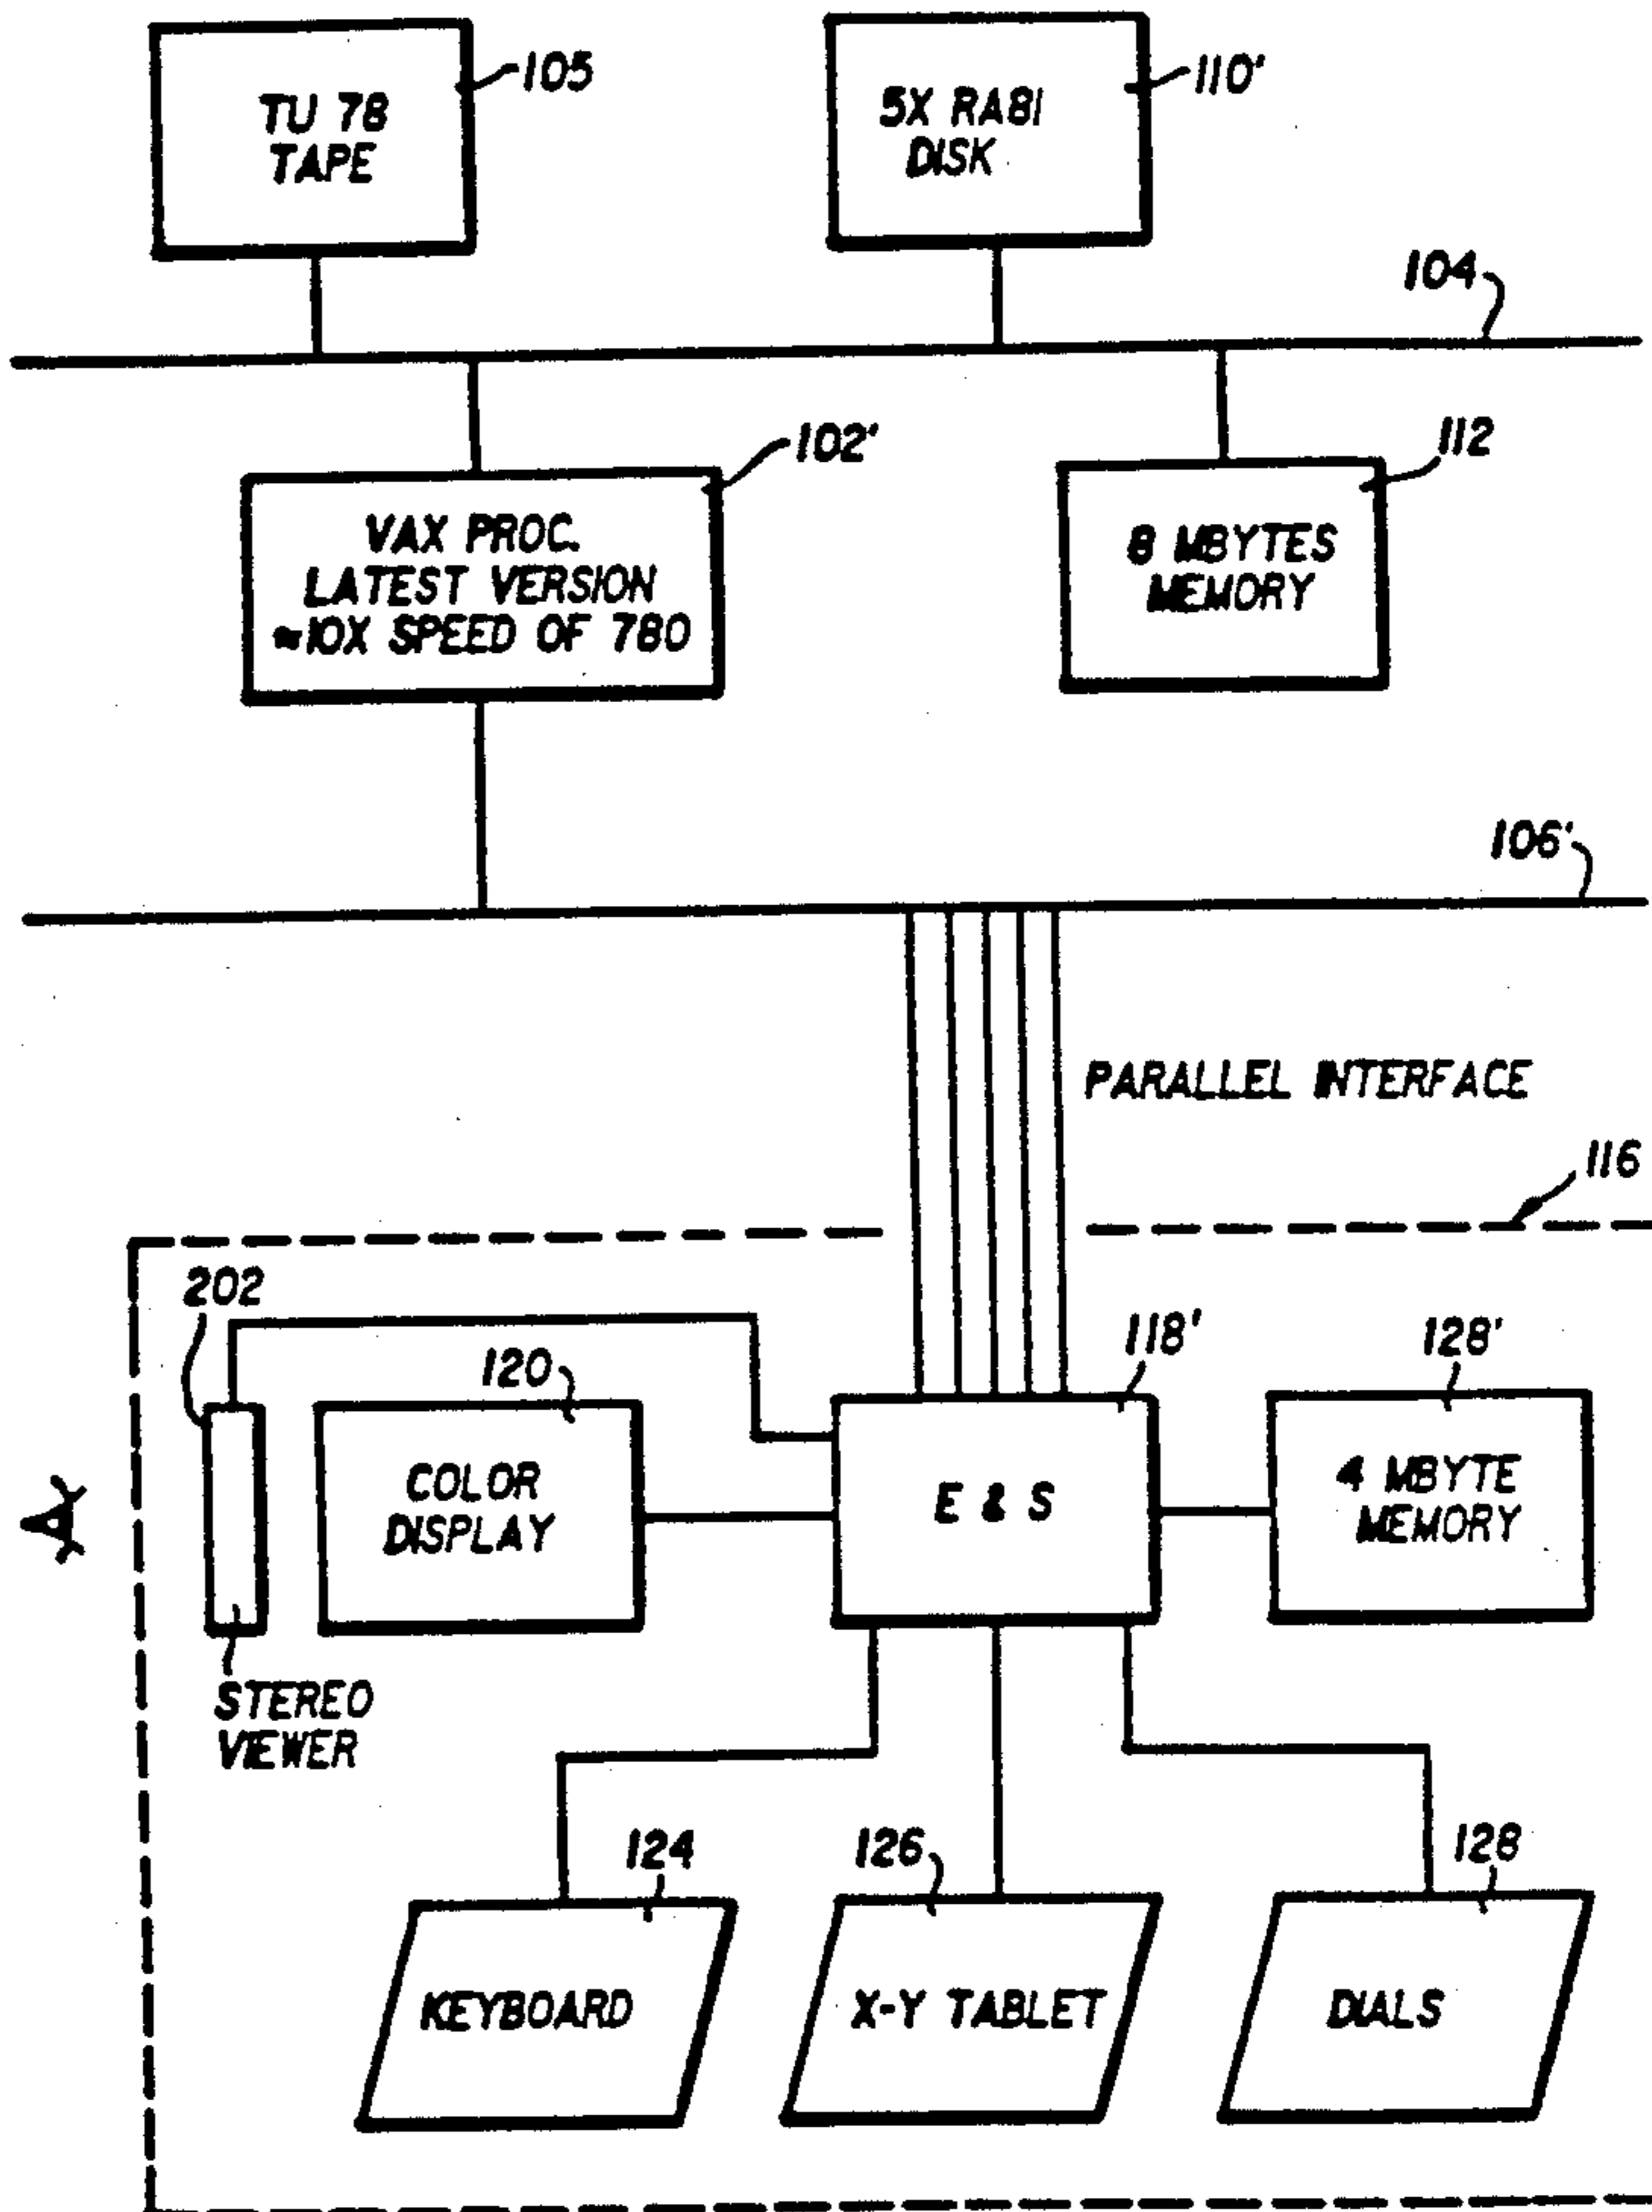 105
110'
TU 78
TAPE
5X RA81
DISK
104
102'
112
VAX PROC.
LATEST VERSION
≈10X SPEED OF 780
8 MBYTES
MEMORY
106'
PARALLEL INTERFACE
116
202
120
118'
128'
COLOR
DISPLAY
E & S
4 MBYTE
MEMORY
STEREO
VIEWER
124
126
128
KEYBOARD
X-Y TABLET
DIALS